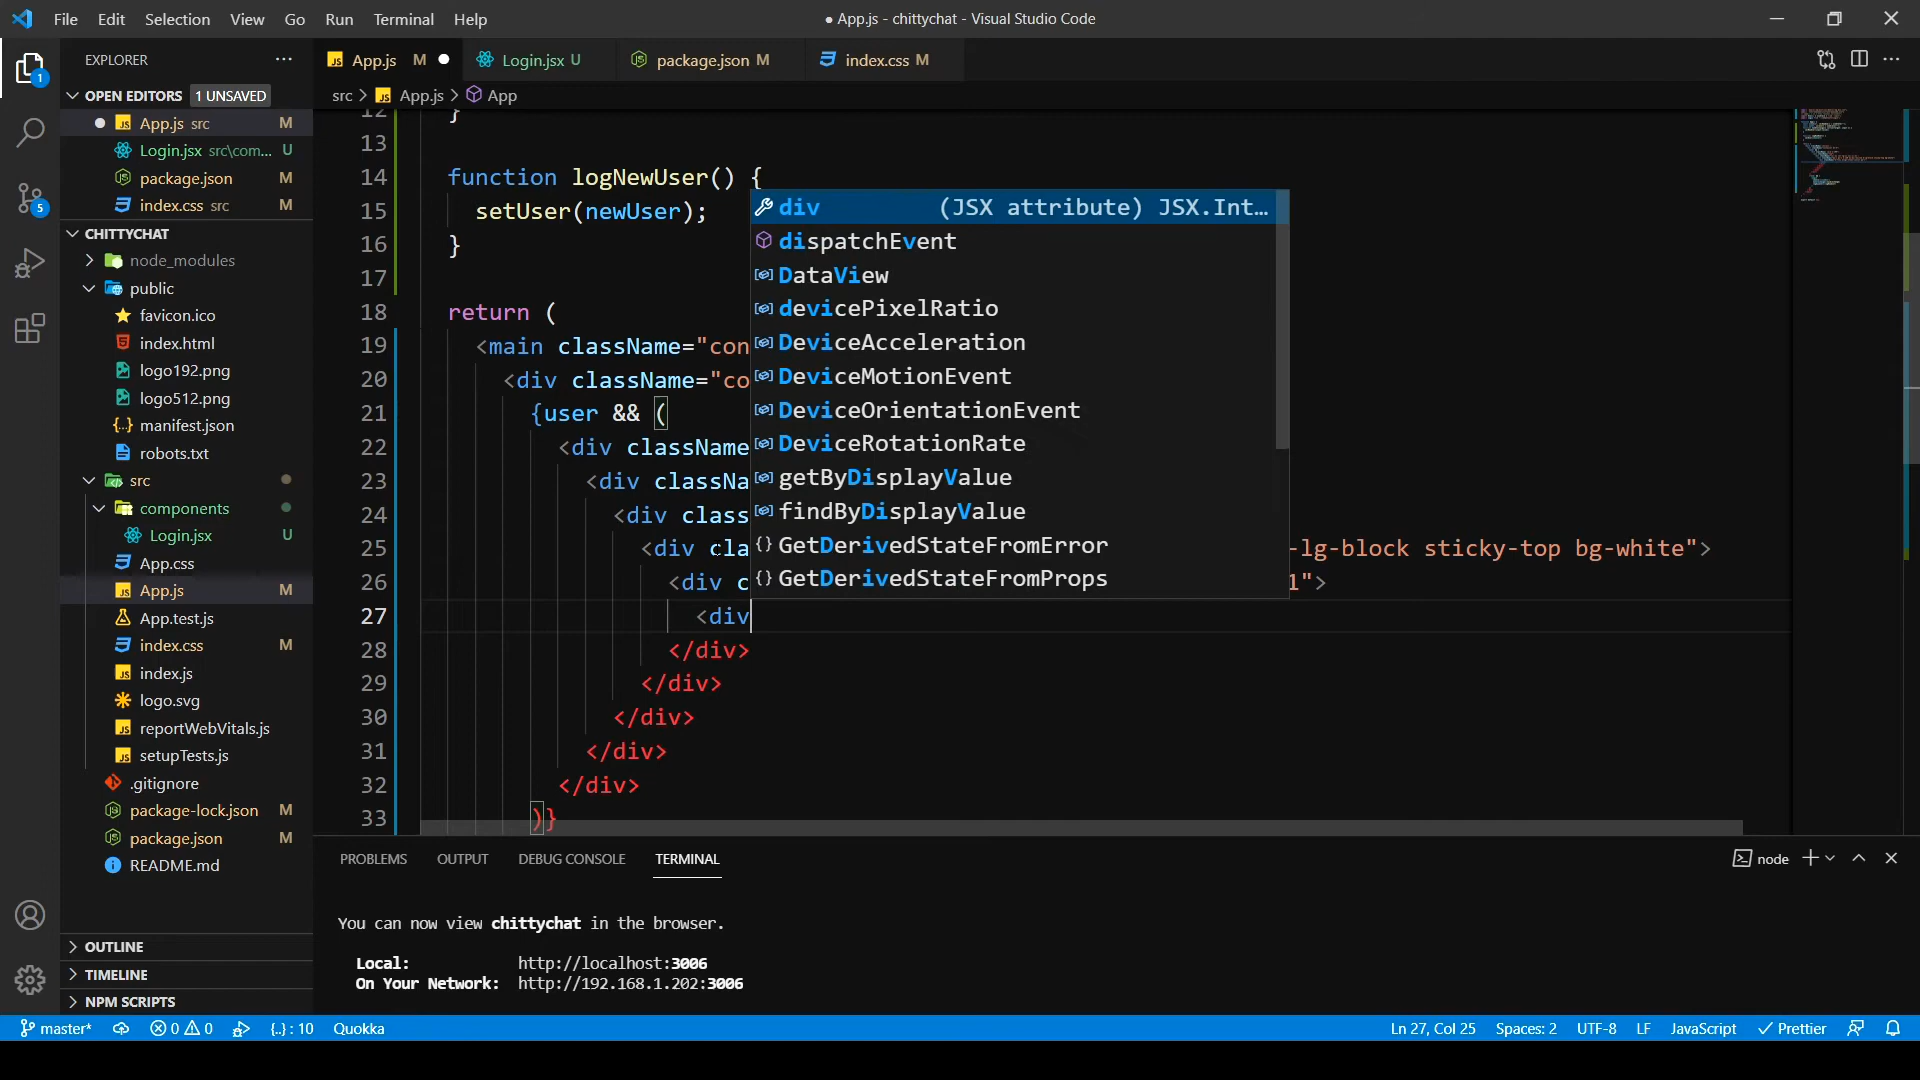 File Edit Selection View Go Run Terminal Help
● App.js - chittychat - Visual Studio Code
EXPLORER
App.js M
Login.jsx U
package.json M
index.css M
OPEN EDITORS 1 UNSAVED
App.js src M
Login.jsx src\com... U
package.json M
index.css src M
CHITTYCHAT
node_modules
public
favicon.ico
index.html
logo192.png
logo512.png
manifest.json
robots.txt
src
components
Login.jsx U
App.css
App.js M
App.test.js
index.css M
index.js
logo.svg
reportWebVitals.js
setupTests.js
.gitignore
package-lock.json M
package.json M
README.md
OUTLINE
TIMELINE
NPM SCRIPTS
1
5
src > App.js > App
12 }
13
14 function logNewUser() {
15 setUser(newUser);
16 }
17
18 return (
19 <main className="con
20 <div className="co
21 {user && (
22 <div className
23 <div classNa
24 <div class
25 <div cla -lg-block sticky-top bg-white">
26 <div c 1">
27 <div
28 </div>
29 </div>
30 </div>
31 </div>
32 </div>
33 )}
div (JSX attribute) JSX.Int...
dispatchEvent
DataView
devicePixelRatio
DeviceAcceleration
DeviceMotionEvent
DeviceOrientationEvent
DeviceRotationRate
getByDisplayValue
findByDisplayValue
GetDerivedStateFromError
GetDerivedStateFromProps
PROBLEMS OUTPUT DEBUG CONSOLE TERMINAL
node
You can now view chittychat in the browser.
Local: http://localhost:3006
On Your Network: http://192.168.1.202:3006
master* 0 0 {..} : 10 Quokka
Ln 27, Col 25 Spaces: 2 UTF-8 LF JavaScript Prettier